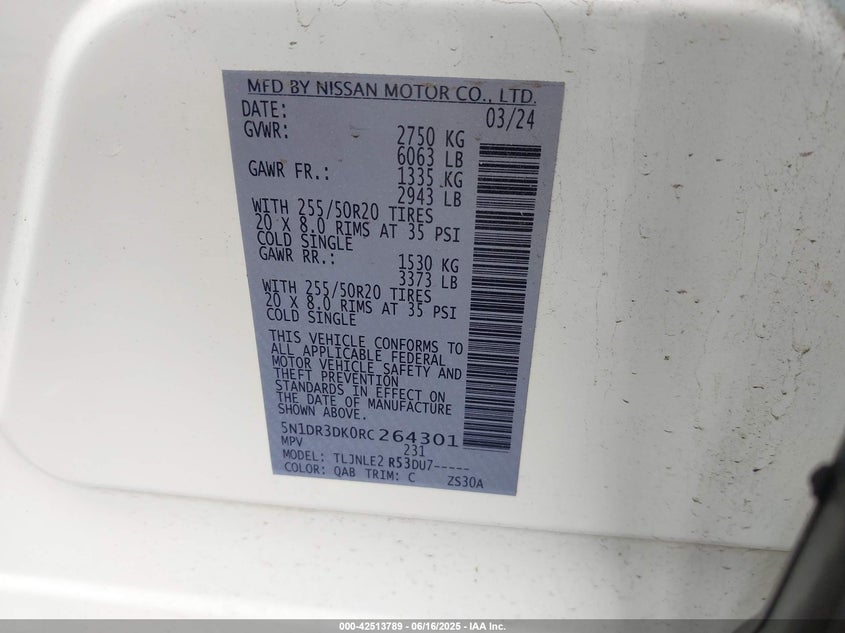 MFD BY NISSAN MOTOR CO., LTD.
DATE: 03/24
GVWR: 2750 KG
6063 LB
GAWR FR.: 1335 KG
2943 LB
WITH 255/50R20 TIRES
20 X 8.0 RIMS AT 35 PSI
COLD SINGLE
GAWR RR.: 1530 KG
3373 LB
WITH 255/50R20 TIRES
20 X 8.0 RIMS AT 35 PSI
COLD SINGLE
THIS VEHICLE CONFORMS TO
ALL APPLICABLE FEDERAL
MOTOR VEHICLE SAFETY AND
THEFT PREVENTION
STANDARDS IN EFFECT ON
THE DATE OF MANUFACTURE
SHOWN ABOVE.
5N1DR3DK0RC264301
MPV 231
MODEL: TLJNLE2 R53DU7-----
COLOR: QAB TRIM: C ZS30A
000-42513789 - 06/16/2025 - IAA Inc.